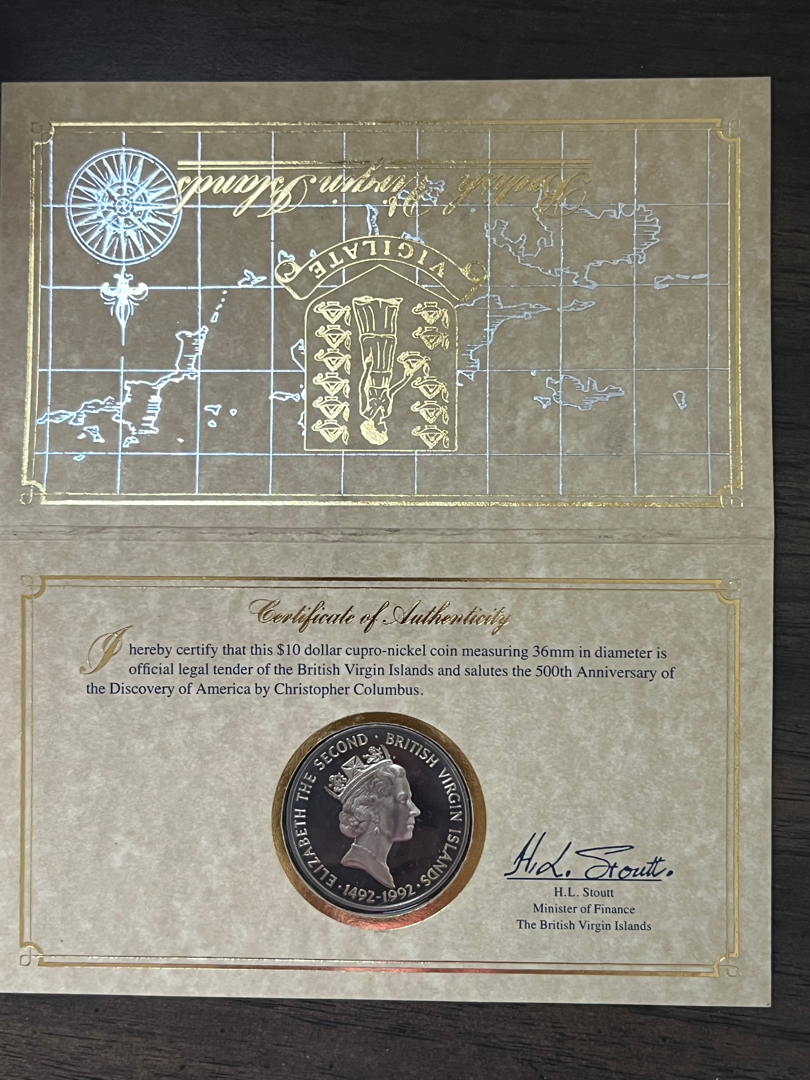 British Virgin Islands
VIGILATE
Certificate of Authenticity
I hereby certify that this $10 dollar cupro-nickel coin measuring 36mm in diameter is
official legal tender of the British Virgin Islands and salutes the 500th Anniversary of
the Discovery of America by Christopher Columbus.
ELIZABETH THE SECOND · BRITISH VIRGIN ISLANDS
· 1492-1992 ·
H.L. Stoutt.
H.L. Stoutt
Minister of Finance
The British Virgin Islands